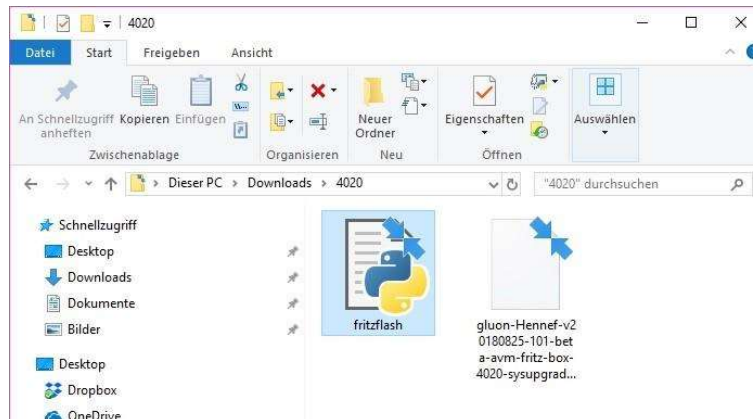 4020
Datei Start Freigeben Ansicht
An Schnellzugriff anheften
Kopieren
Einfügen
Neuer Ordner
Eigenschaften
Auswählen
Zwischenablage Organisieren Neu Öffnen
Dieser PC > Downloads > 4020
"4020" durchsuchen
Schnellzugriff
Desktop
Downloads
Dokumente
Bilder
Desktop
Dropbox
OneDrive
fritzflash
gluon-Hennef-v2
0180825-101-bet
a-avm-fritz-box-
4020-sysupgrad...